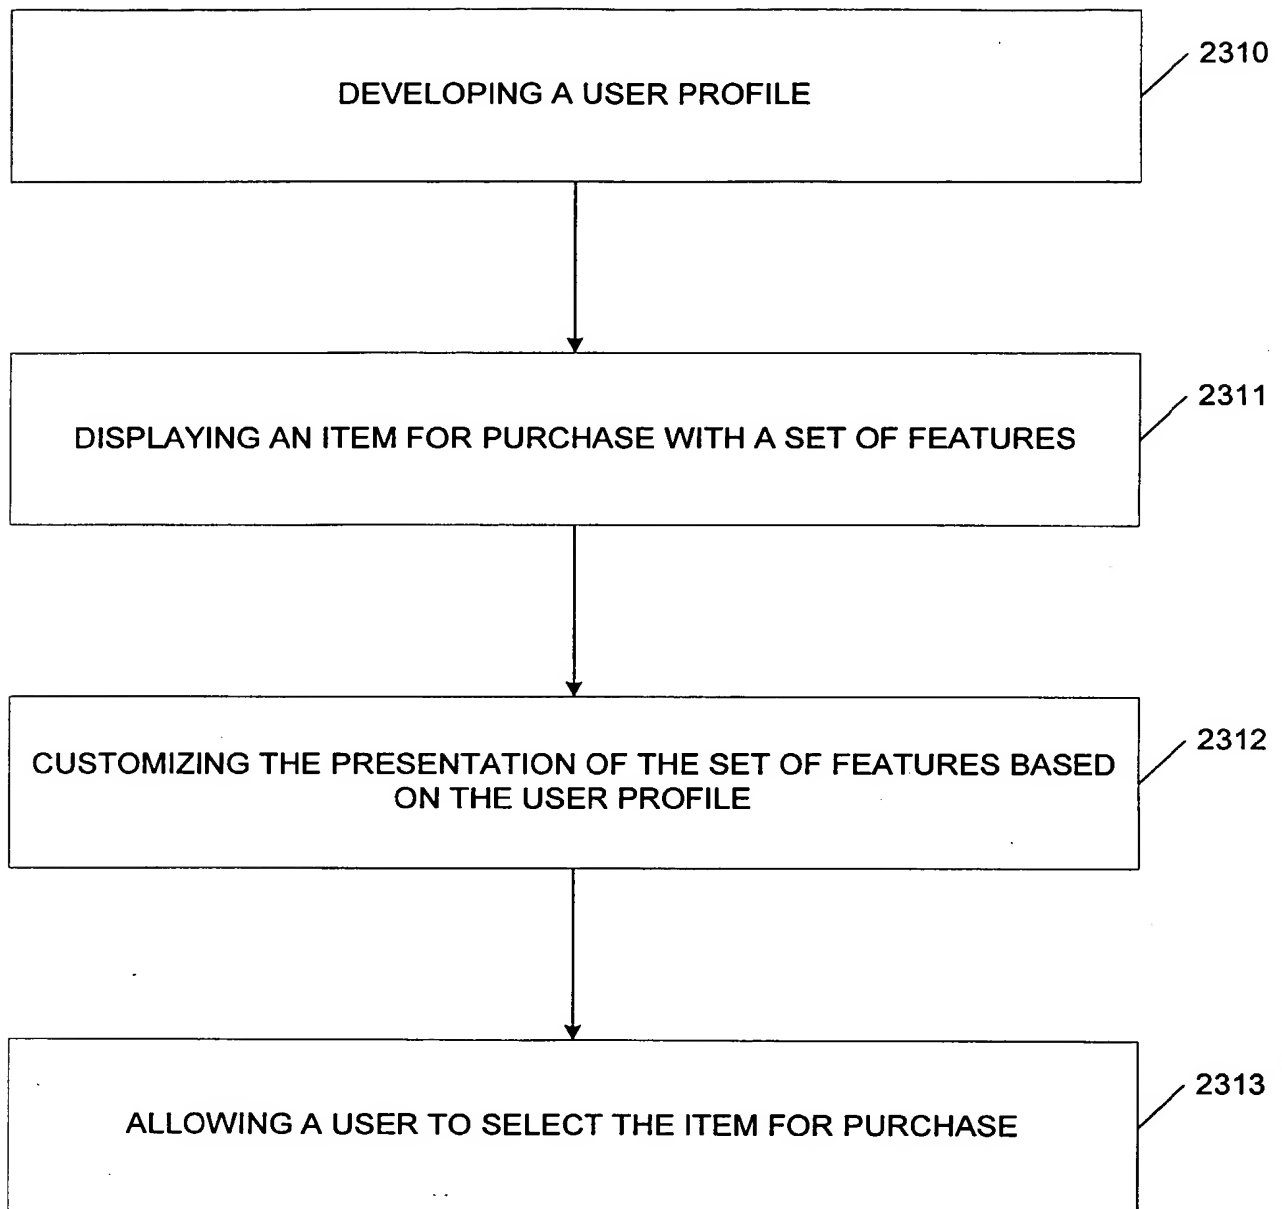 DEVELOPING A USER PROFILE
2310
DISPLAYING AN ITEM FOR PURCHASE WITH A SET OF FEATURES
2311
CUSTOMIZING THE PRESENTATION OF THE SET OF FEATURES BASED
ON THE USER PROFILE
2312
ALLOWING A USER TO SELECT THE ITEM FOR PURCHASE
2313